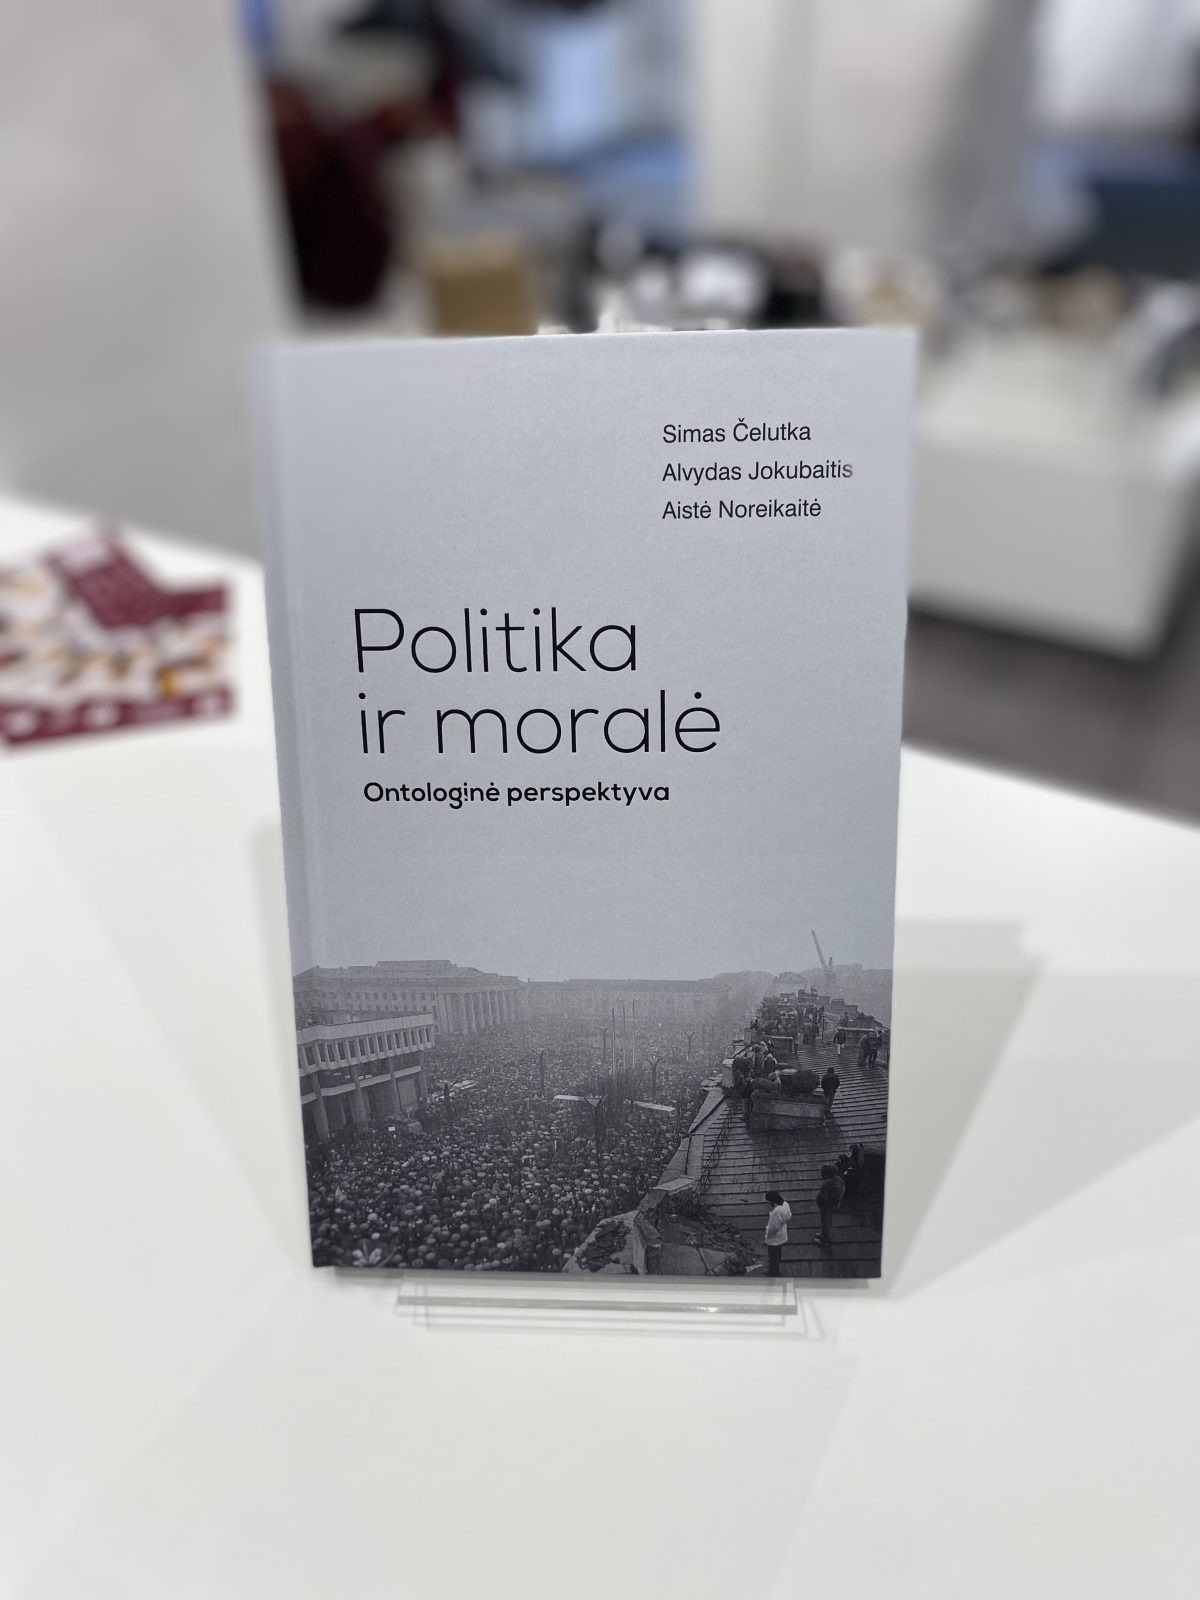 Simas Čelutka
Alvydas Jokubaitis
Aistė Noreikaitė
Politika
ir moralė
Ontologinė perspektyva